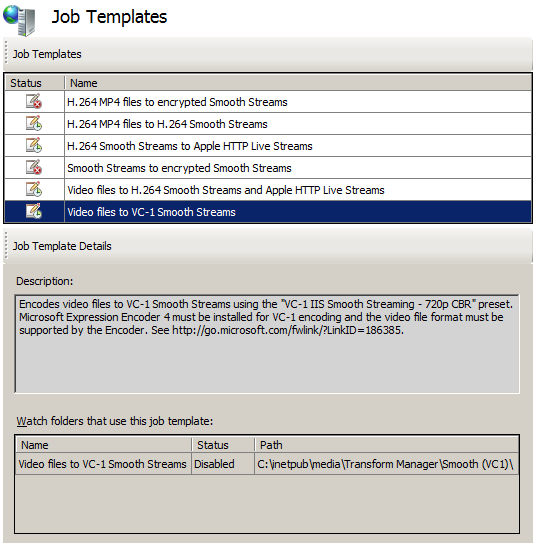 Job Templates
Job Templates
Status Name
H.264 MP4 files to encrypted Smooth Streams
H.264 MP4 files to H.264 Smooth Streams
H.264 Smooth Streams to Apple HTTP Live Streams
Smooth Streams to encrypted Smooth Streams
Video files to H.264 Smooth Streams and Apple HTTP Live Streams
Video files to VC-1 Smooth Streams
Job Template Details
Description:
Encodes video files to VC-1 Smooth Streams using the "VC-1 IIS Smooth Streaming - 720p CBR" preset.
Microsoft Expression Encoder 4 must be installed for VC-1 encoding and the video file format must be
supported by the Encoder. See http://go.microsoft.com/fwlink/?LinkID=186385.
Watch folders that use this job template:
Name Status Path
Video files to VC-1 Smooth Streams Disabled C:\inetpub\media\Transform Manager\Smooth (VC1)\